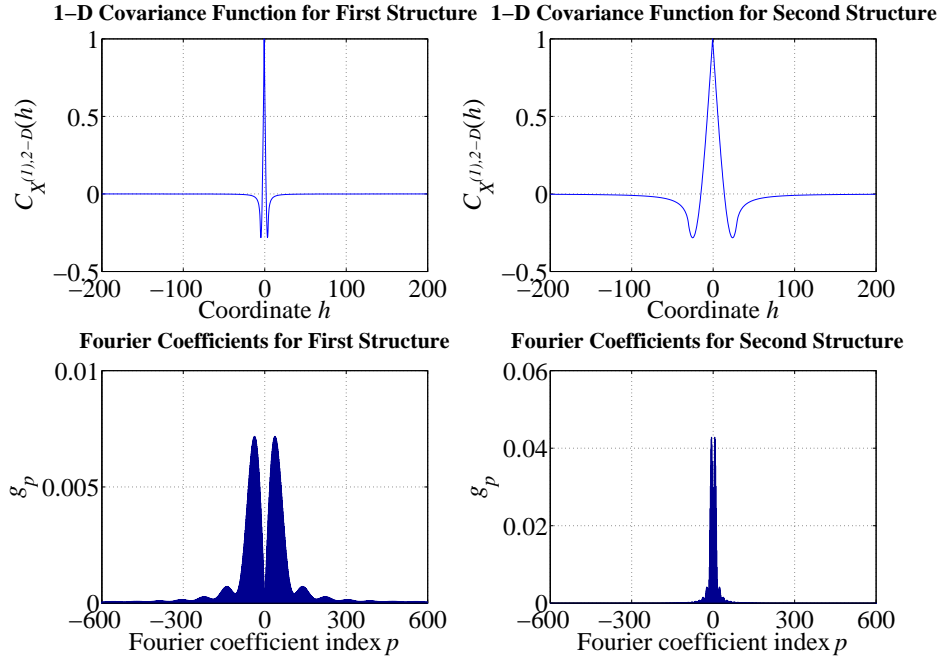 1−D Covariance Function for First Structure
1
0.5
0
−0.5
C_X^{(1),2−D}(h)
−200 −100 0 100 200
Coordinate h
1−D Covariance Function for Second Structure
1
0.5
0
−0.5
C_X^{(1),2−D}(h)
−200 −100 0 100 200
Coordinate h
Fourier Coefficients for First Structure
0.01
0.005
0
g_p
−600 −300 0 300 600
Fourier coefficient index p
Fourier Coefficients for Second Structure
0.06
0.04
0.02
0
g_p
−600 −300 0 300 600
Fourier coefficient index p